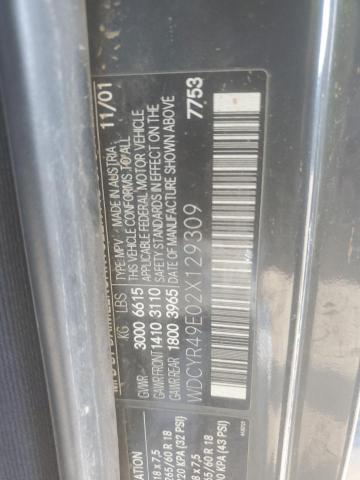 11/01
MADE IN AUSTRIA
TYPE: MPV
KG LBS THIS VEHICLE CONFORMS TO ALL
GVWR 3000 6615 APPLICABLE FEDERAL MOTOR VEHICLE
GAWR FRONT 1410 3110 SAFETY STANDARDS IN EFFECT ON THE
GAWR REAR 1800 3965 DATE OF MANUFACTURE SHOWN ABOVE
7753
WDCYR49E02X129309
18 x 7,5
265/60 R 18
220 KPA (32 PSI)
8 x 7,5
65/60 R 18
00 KPA (43 PSI)